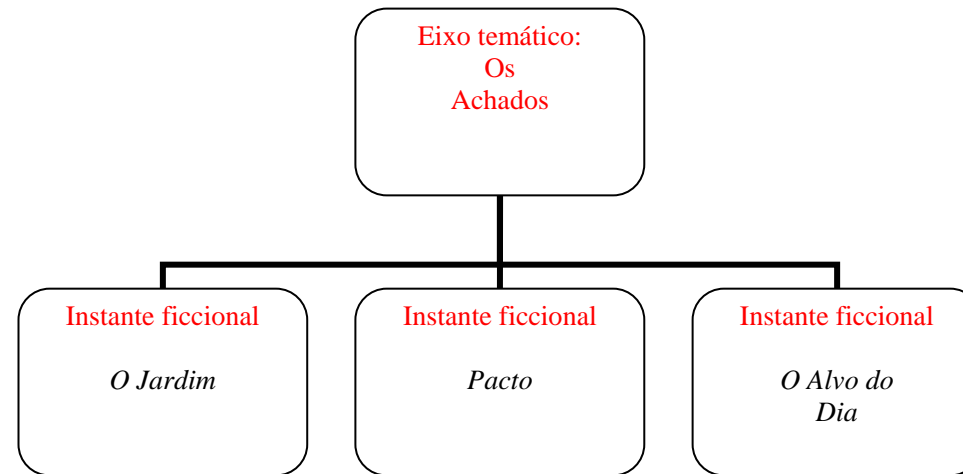 Eixo temático:
Os
Achados
Instante ficcional
O Jardim
Instante ficcional
Pacto
Instante ficcional
O Alvo do
Dia